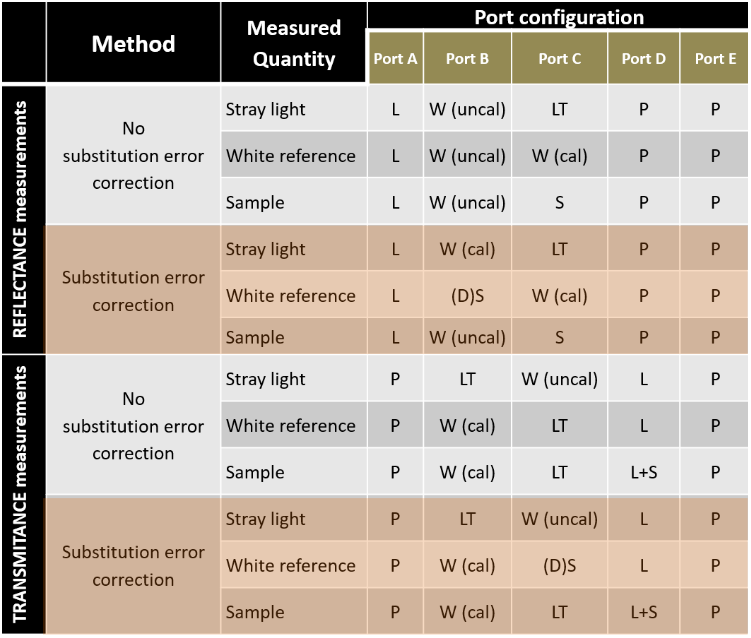 Method
Measured
Quantity
Port configuration
Port A Port B Port C Port D Port E
REFLECTANCE measurements
No
substitution error
correction
Stray light L W (uncal) LT P P
White reference L W (uncal) W (cal) P P
Sample L W (uncal) S P P
Substitution error
correction
Stray light L W (cal) LT P P
White reference L (D)S W (cal) P P
Sample L W (uncal) S P P
TRANSMITANCE measurements
No
substitution error
correction
Stray light P LT W (uncal) L P
White reference P W (cal) LT L P
Sample P W (cal) LT L+S P
Substitution error
correction
Stray light P LT W (uncal) L P
White reference P W (cal) (D)S L P
Sample P W (cal) LT L+S P